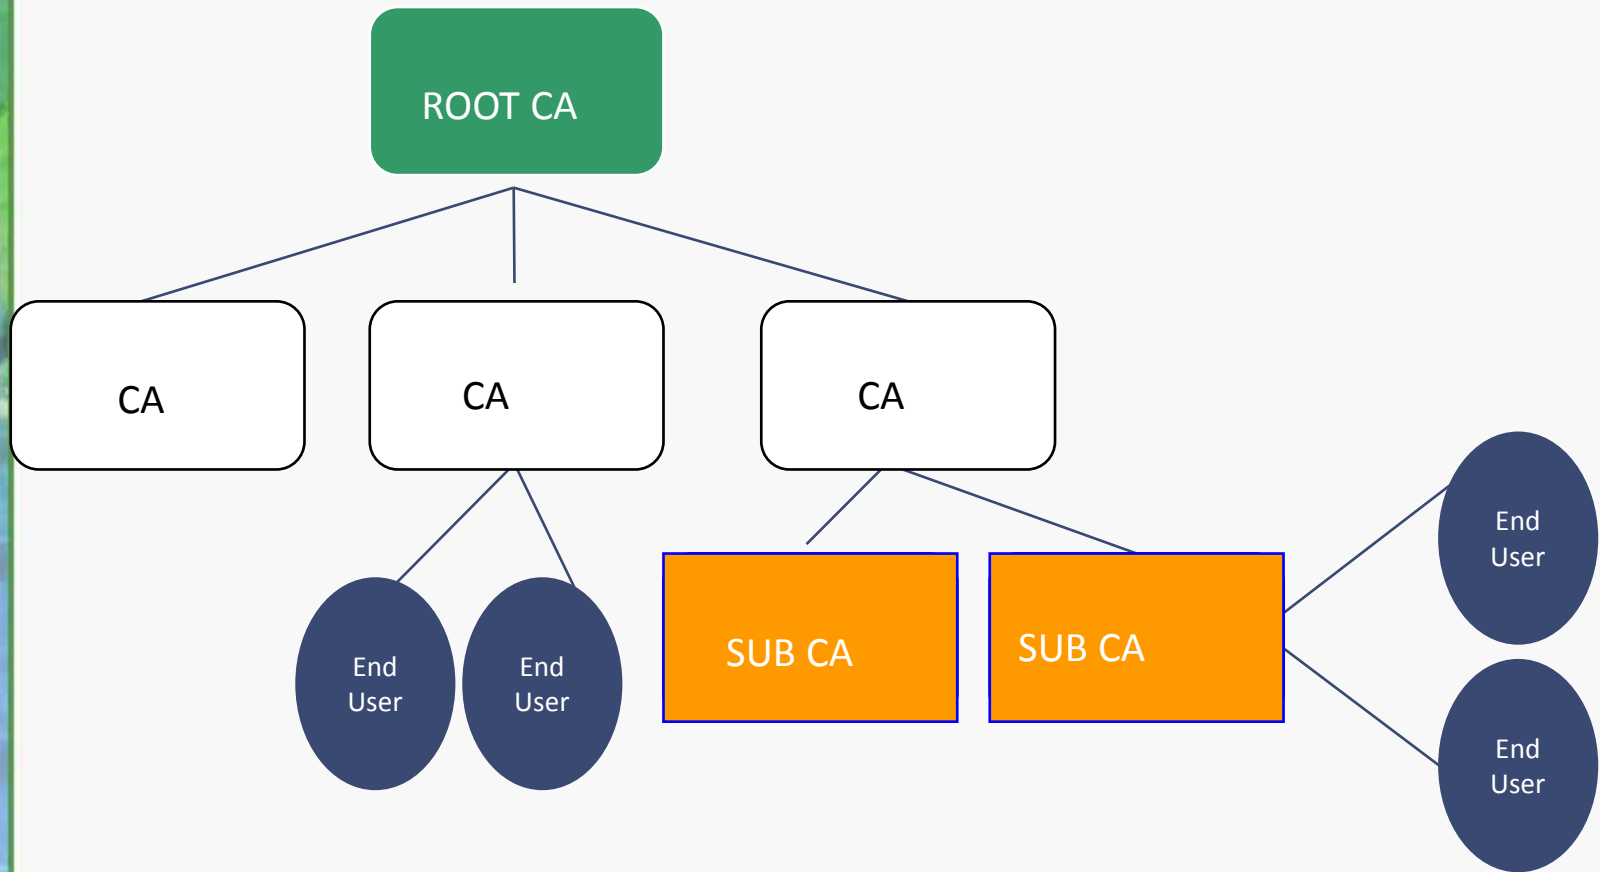 ROOT CA
CA
CA
CA
SUB CA
SUB CA
End
User
End
User
End
User
End
User